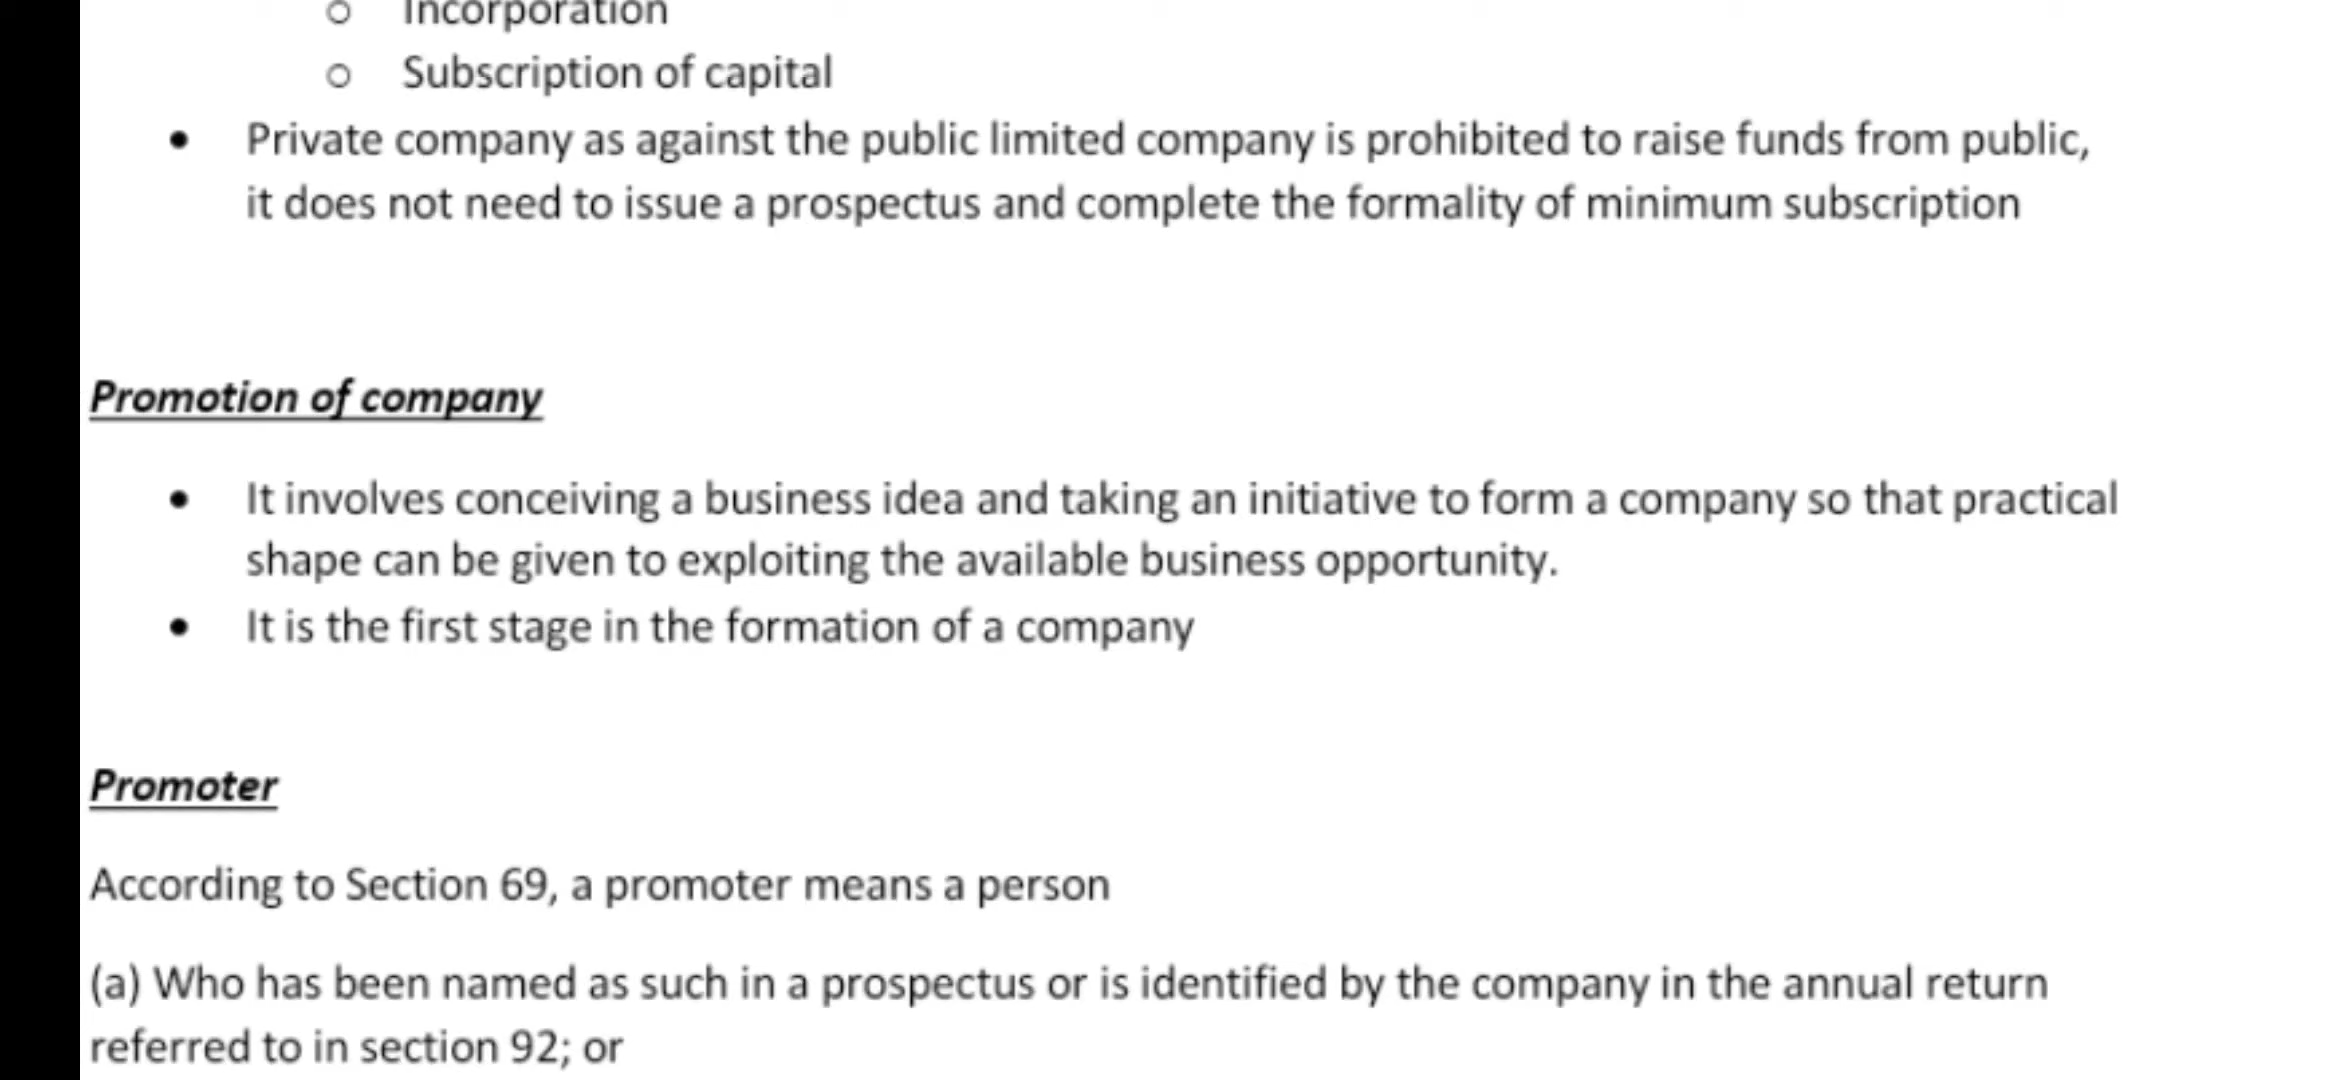 ○ Incorporation
○ Subscription of capital
• Private company as against the public limited company is prohibited to raise funds from public,
it does not need to issue a prospectus and complete the formality of minimum subscription
Promotion of company
• It involves conceiving a business idea and taking an initiative to form a company so that practical
shape can be given to exploiting the available business opportunity.
• It is the first stage in the formation of a company
Promoter
According to Section 69, a promoter means a person
(a) Who has been named as such in a prospectus or is identified by the company in the annual return
referred to in section 92; or